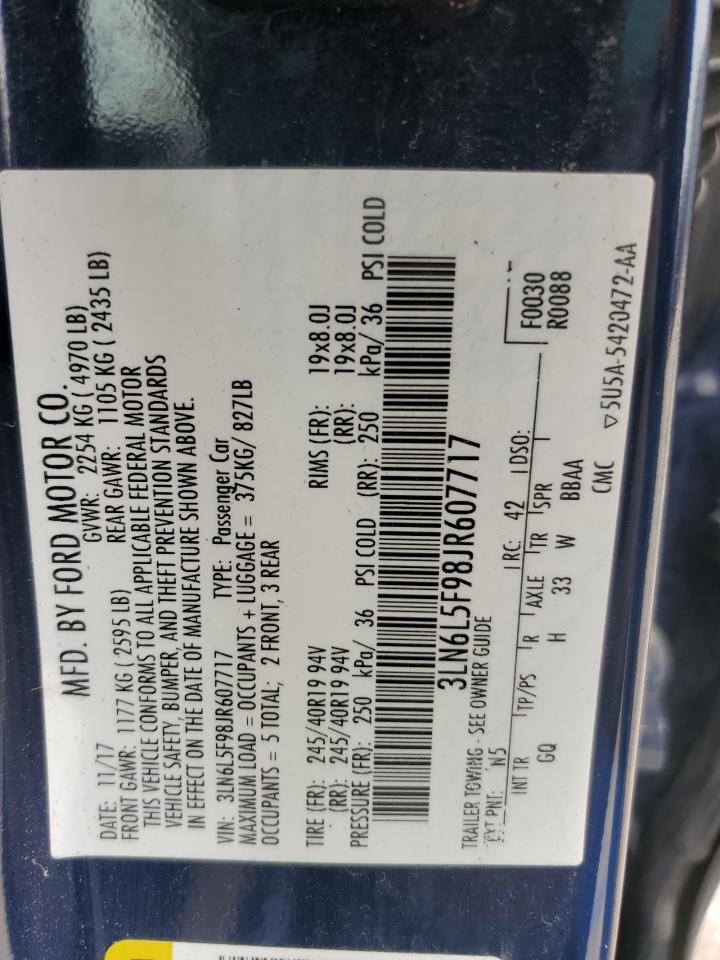 MFD. BY FORD MOTOR CO.
DATE: 11/17 GVWR: 2254 KG ( 4970 LB)
FRONT GAWR: 1177 KG ( 2595 LB) REAR GAWR: 1105 KG ( 2435 LB)
THIS VEHICLE CONFORMS TO ALL APPLICABLE FEDERAL MOTOR
VEHICLE SAFETY, BUMPER, AND THEFT PREVENTION STANDARDS
IN EFFECT ON THE DATE OF MANUFACTURE SHOWN ABOVE.
VIN: 3LN6L5F98JR607717 TYPE: Passenger Car
MAXIMUM LOAD = OCCUPANTS + LUGGAGE = 375KG/ 827LB
OCCUPANTS = 5 TOTAL; 2 FRONT, 3 REAR
TIRE (FR): 245/40R19 94V RIMS (FR): 19x8.0J
(RR): 245/40R19 94V (RR): 19x8.0J
PRESSURE (FR): 250 kPa/ 36 PSI COLD (RR): 250 kPa/ 36 PSI COLD
3LN6L5F98JR607717
TRAILER TOWING - SEE OWNER GUIDE
EXT PNT: N5 RC: 42 DSO: F0030
R0088
INT TR TP/PS R AXLE TR SPR
GQ H 33 W BBAA
CMC ▽5U5A-5420472-AA